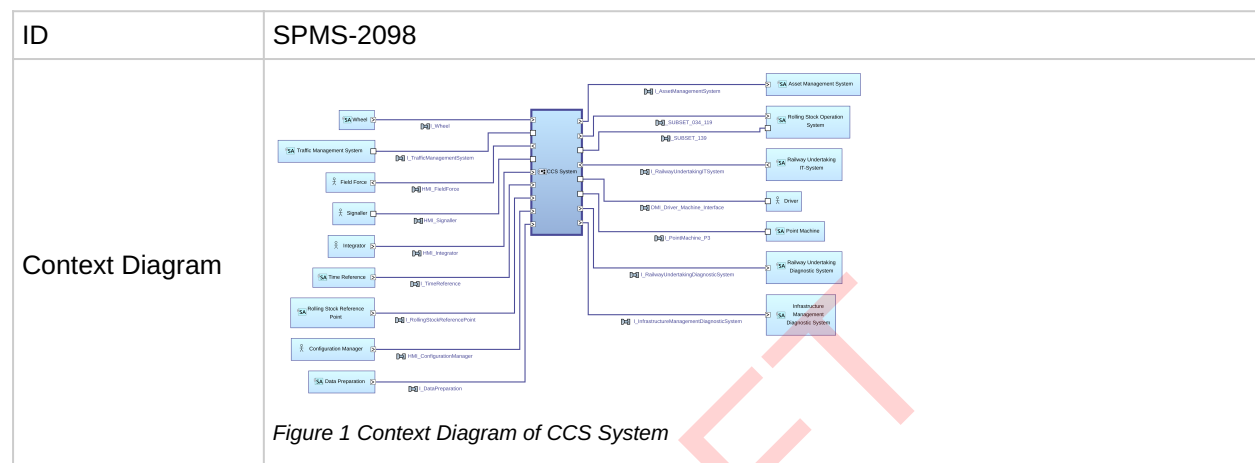 ID
SPMS-2098
Context Diagram
SA Wheel
I_Wheel
SA Traffic Management System
I_TrafficManagementSystem
Field Force
HMI_FieldForce
Signaller
HMI_Signaller
Integrator
HMI_Integrator
SA Time Reference
I_TimeReference
SA Rolling Stock Reference
Point
I_RollingStockReferencePoint
Configuration Manager
HMI_ConfigurationManager
SA Data Preparation
I_DataPreparation
CCS System
I_AssetManagementSystem
SA Asset Management System
_SUBSET_034_119
SA Rolling Stock Operation
System
_SUBSET_139
I_RailwayUndertakingITSystem
SA Railway Undertaking
IT-System
DMI_Driver_Machine_Interface
Driver
I_PointMachine_P3
SA Point Machine
I_RailwayUndertakingDiagnosticSystem
SA Railway Undertaking
Diagnostic System
I_InfrastructureManagementDiagnosticSystem
Infrastructure
SA Management
Diagnostic System
Figure 1 Context Diagram of CCS System